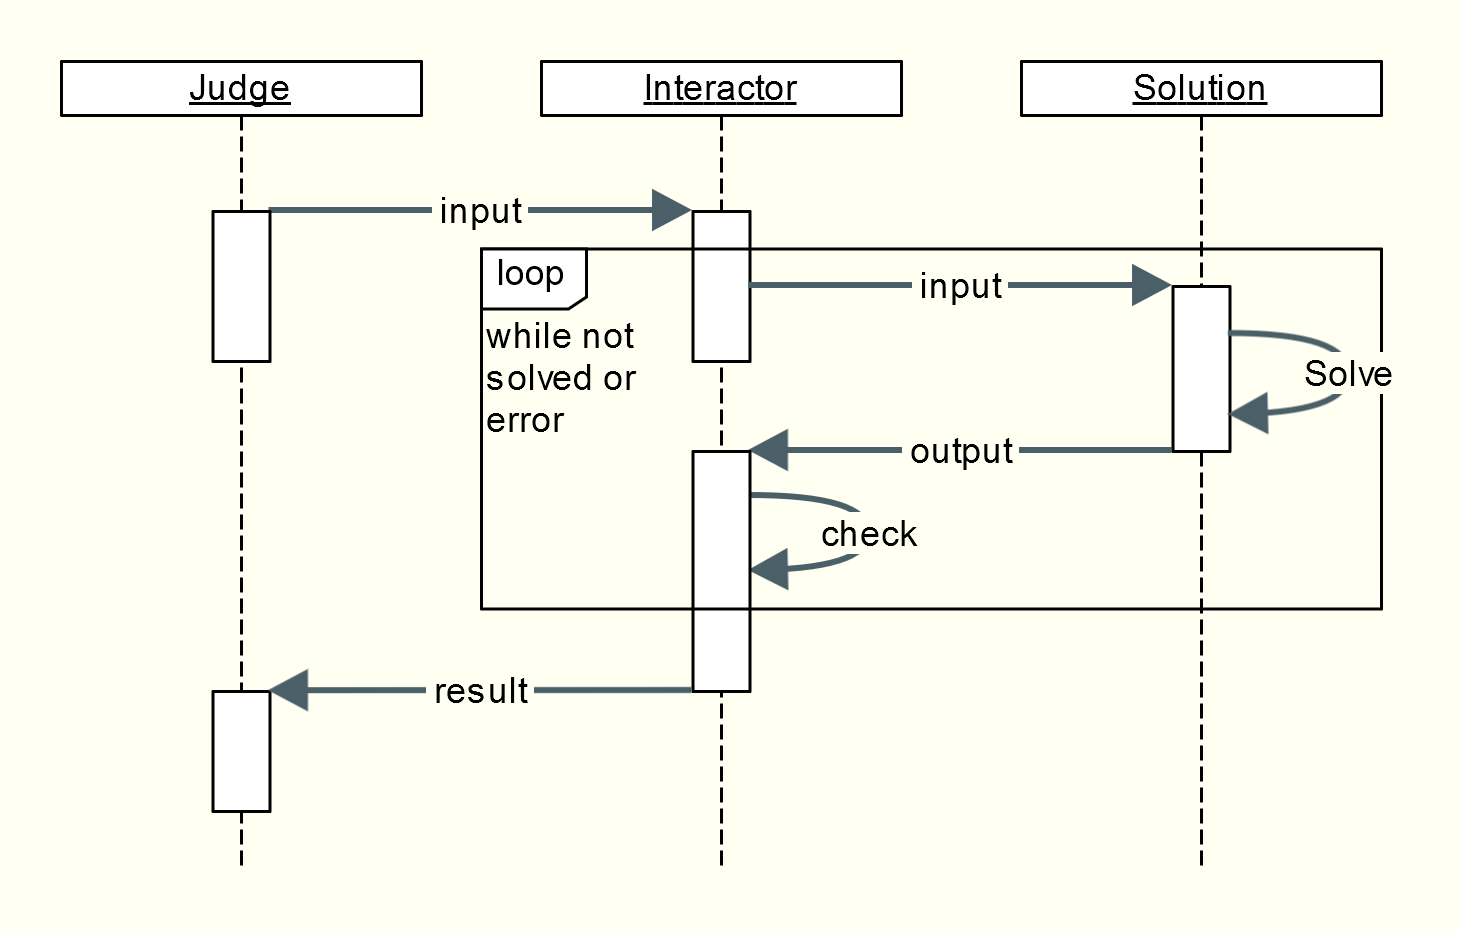 Judge
Interactor
Solution
input
loop
input
while not
solved or
error
Solve
output
check
result